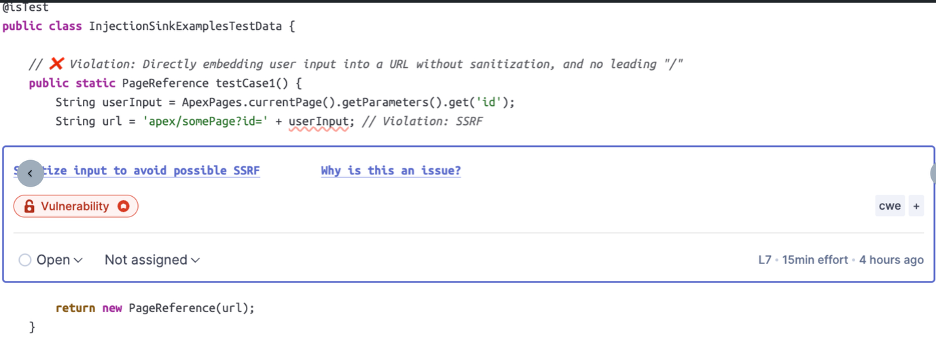 @isTest
public class InjectionSinkExamplesTestData {
// ❌ Violation: Directly embedding user input into a URL without sanitization, and no leading "/"
public static PageReference testCase1() {
String userInput = ApexPages.currentPage().getParameters().get('id');
String url = 'apex/somePage?id=' + userInput; // Violation: SSRF
tize input to avoid possible SSRF Why is this an issue?
Vulnerability cwe +
Open Not assigned L7 • 15min effort • 4 hours ago
return new PageReference(url);
}